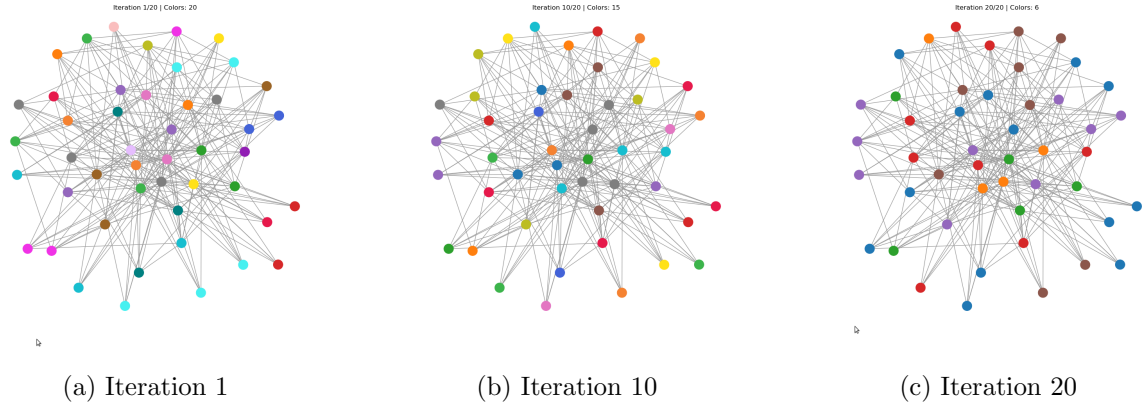 Iteration 1/20 | Colors: 20
Iteration 10/20 | Colors: 15
Iteration 20/20 | Colors: 6
(a) Iteration 1
(b) Iteration 10
(c) Iteration 20